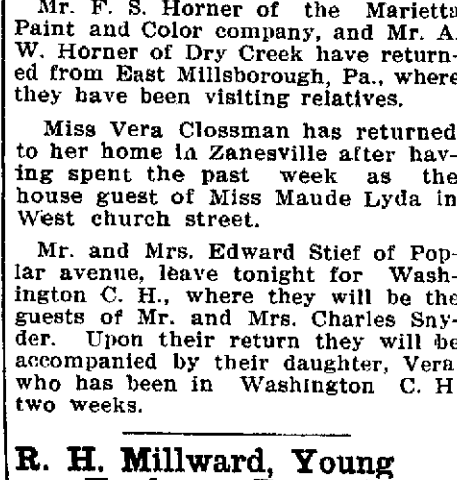 Mr. F. S. Horner of the Marietta
Paint and Color company, and Mr. A.
W. Horner of Dry Creek have return-
ed from East Millsborough, Pa., where
they have been visiting relatives.
Miss Vera Clossman has returned
to her home in Zanesville after hav-
ing spent the past week as the
house guest of Miss Maude Lyda in
West church street.
Mr. and Mrs. Edward Stief of Pop-
lar avenue, leave tonight for Wash-
ington C. H., where they will be the
guests of Mr. and Mrs. Charles Sny-
der. Upon their return they will be
accompanied by their daughter, Vera
who has been in Washington C. H
two weeks.
R. H. Millward, Young